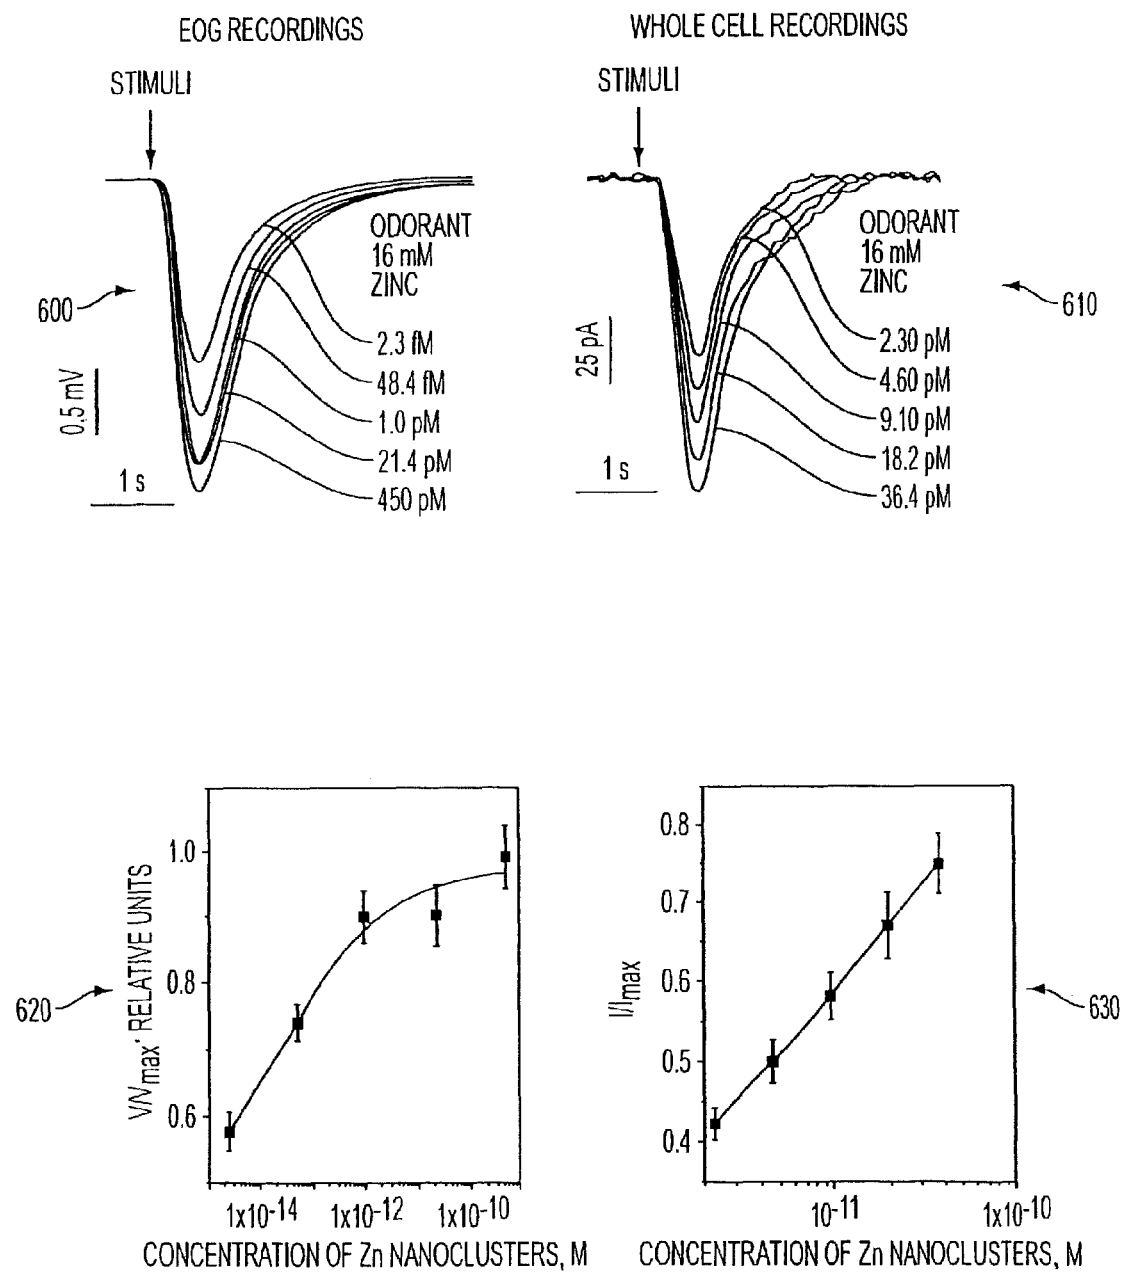 EOG RECORDINGS
STIMULI
ODORANT
16 mM
ZINC
600
2.3 fM
48.4 fM
1.0 pM
21.4 pM
450 pM
0.5 mV
1 s
WHOLE CELL RECORDINGS
STIMULI
ODORANT
16 mM
ZINC
610
2.30 pM
4.60 pM
9.10 pM
18.2 pM
36.4 pM
25 pA
1 s
620
V/Vmax, RELATIVE UNITS
1.0
0.8
0.6
1x10-14 1x10-12 1x10-10
CONCENTRATION OF Zn NANOCLUSTERS, M
630
I/Imax
0.8
0.7
0.6
0.5
0.4
10-11 1x10-10
CONCENTRATION OF Zn NANOCLUSTERS, M